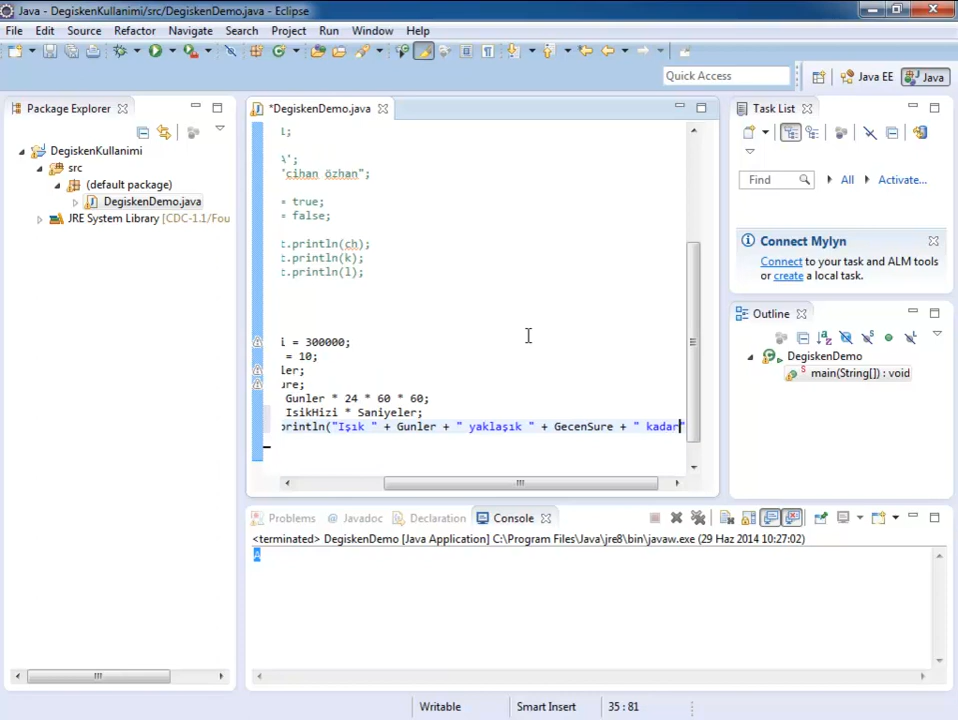 Java - DegiskenKullanimi/src/DegiskenDemo.java - Eclipse
File Edit Source Refactor Navigate Search Project Run Window Help
Quick Access
Java EE
Java
Package Explorer
DegiskenKullanimi
src
(default package)
DegiskenDemo.java
JRE System Library [CDC-1.1/Fou
*DegiskenDemo.java
l;
A';
"cihan özhan";
= true;
= false;
t.println(ch);
t.println(k);
t.println(l);
i = 300000;
= 10;
ler;
ure;
Gunler * 24 * 60 * 60;
IsikHizi * Saniyeler;
println("Işık " + Gunler + " yaklaşık " + GecenSure + " kadar"
Task List
Find
All
Activate...
Connect Mylyn
Connect to your task and ALM tools
or create a local task.
Outline
DegiskenDemo
S
main(String[]) : void
Problems @ Javadoc Declaration Console
<terminated> DegiskenDemo [Java Application] C:\Program Files\Java\jre8\bin\javaw.exe (29 Haz 2014 10:27:02)
A
Writable
Smart Insert
35 : 81